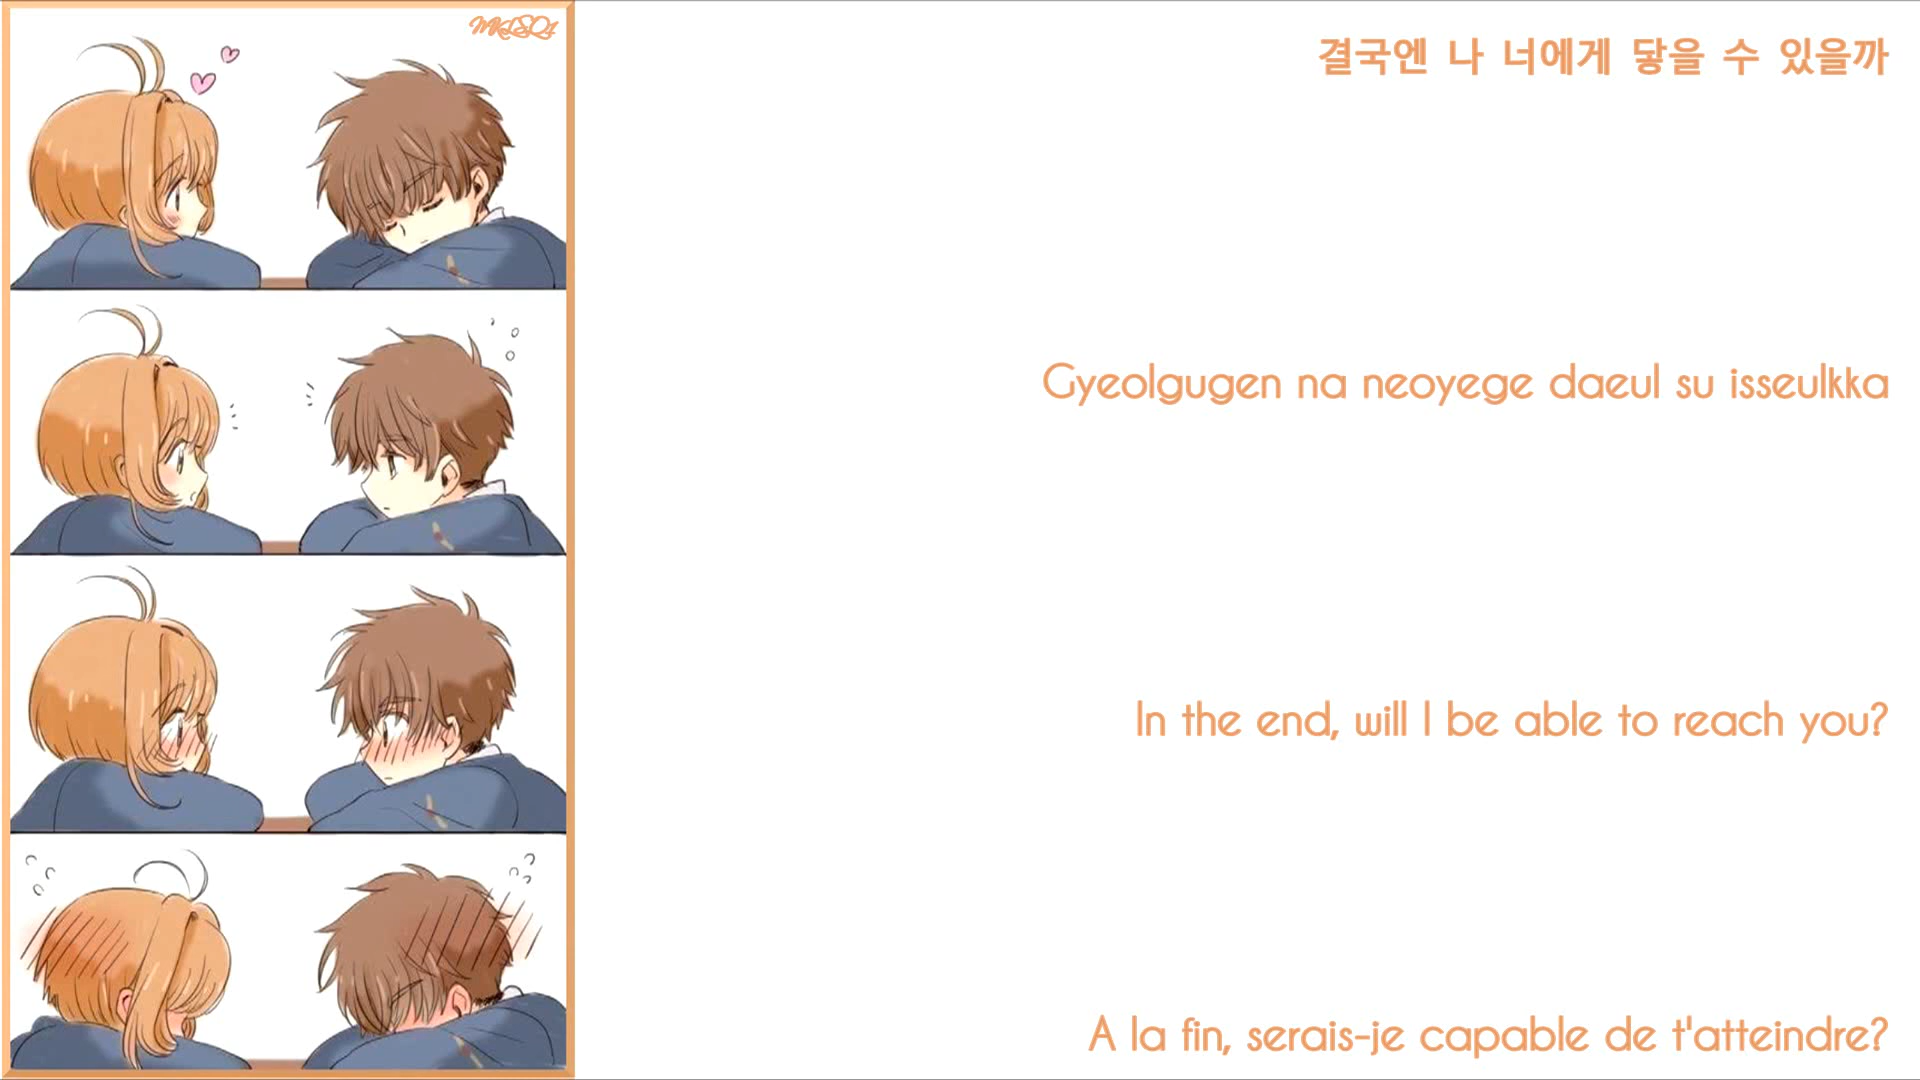 MKLSQ1
결국엔 나 너에게 닿을 수 있을까
Gyeolgugen na neoyege daeul su isseulkka
In the end, will I be able to reach you?
A la fin, serais-je capable de t'atteindre?